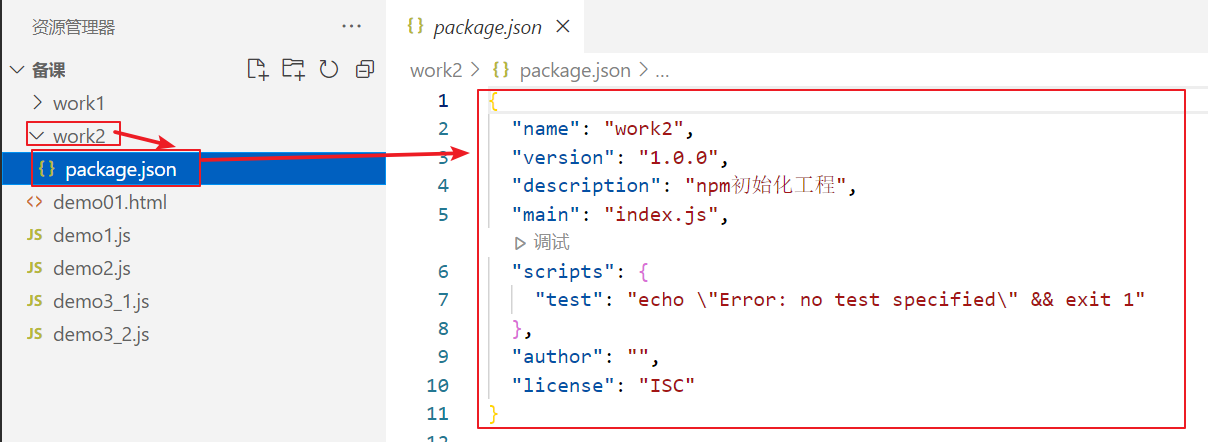 资源管理器
···
备课
work1
work2
{} package.json
<> demo01.html
JS demo1.js
JS demo2.js
JS demo3_1.js
JS demo3_2.js
{} package.json
work2 > {} package.json > ...
1 {
2 "name": "work2",
3 "version": "1.0.0",
4 "description": "npm初始化工程",
5 "main": "index.js",
调试
6 "scripts": {
7 "test": "echo \"Error: no test specified\" && exit 1"
8 },
9 "author": "",
10 "license": "ISC"
11 }